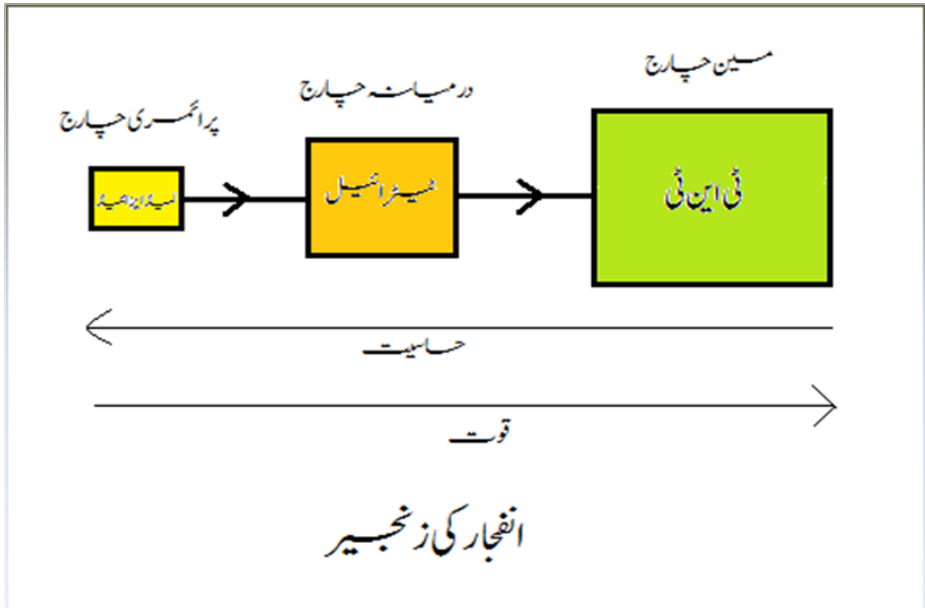 مین چارج
درمیانہ چارج
پرائمری چارج
لیڈ ایزائیڈ
ٹیٹرائیل
ٹی این ٹی
حساسیت
قوت
انفجار کی زنجیر